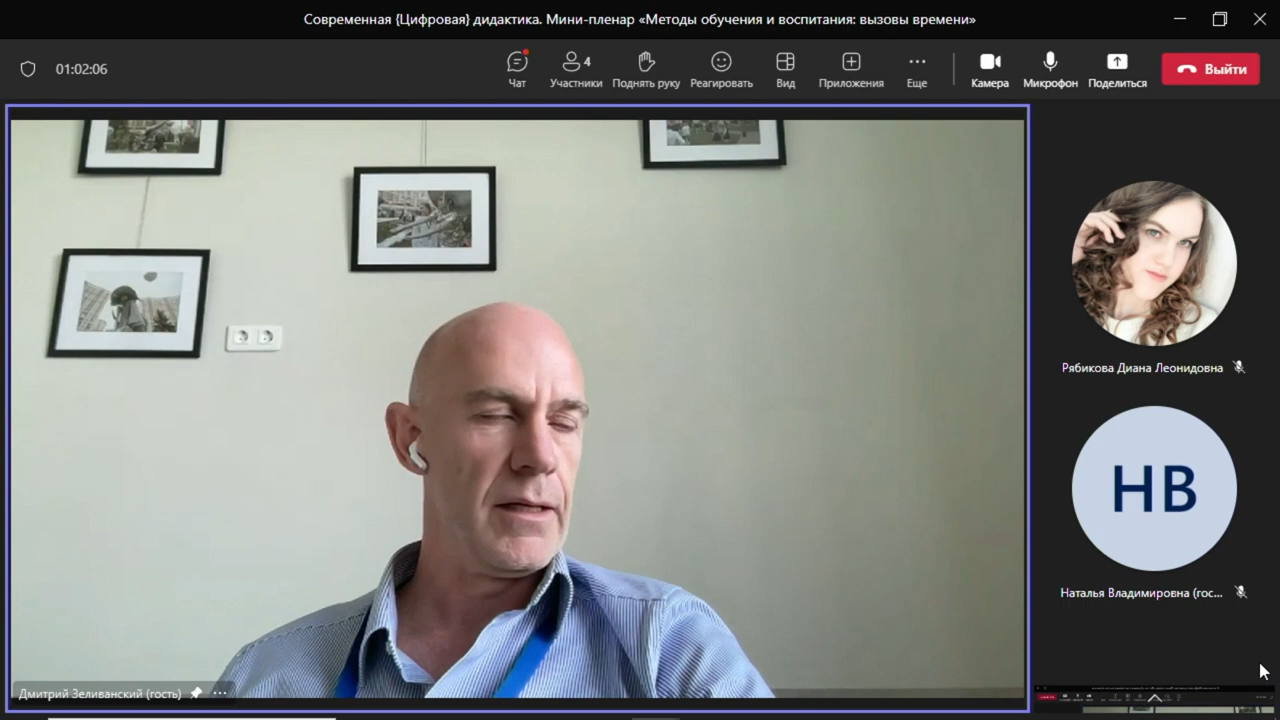 Современная {Цифровая} дидактика. Мини-пленар «Методы обучения и воспитания: вызовы времени»
01:02:06
Чат
4
Участники
Поднять руку
Реагировать
Вид
Приложения
Еще
Камера
Микрофон
Поделиться
Выйти
Рябикова Диана Леонидовна
НВ
Наталья Владимировна (гос...
Дмитрий Зеливанский (гость)